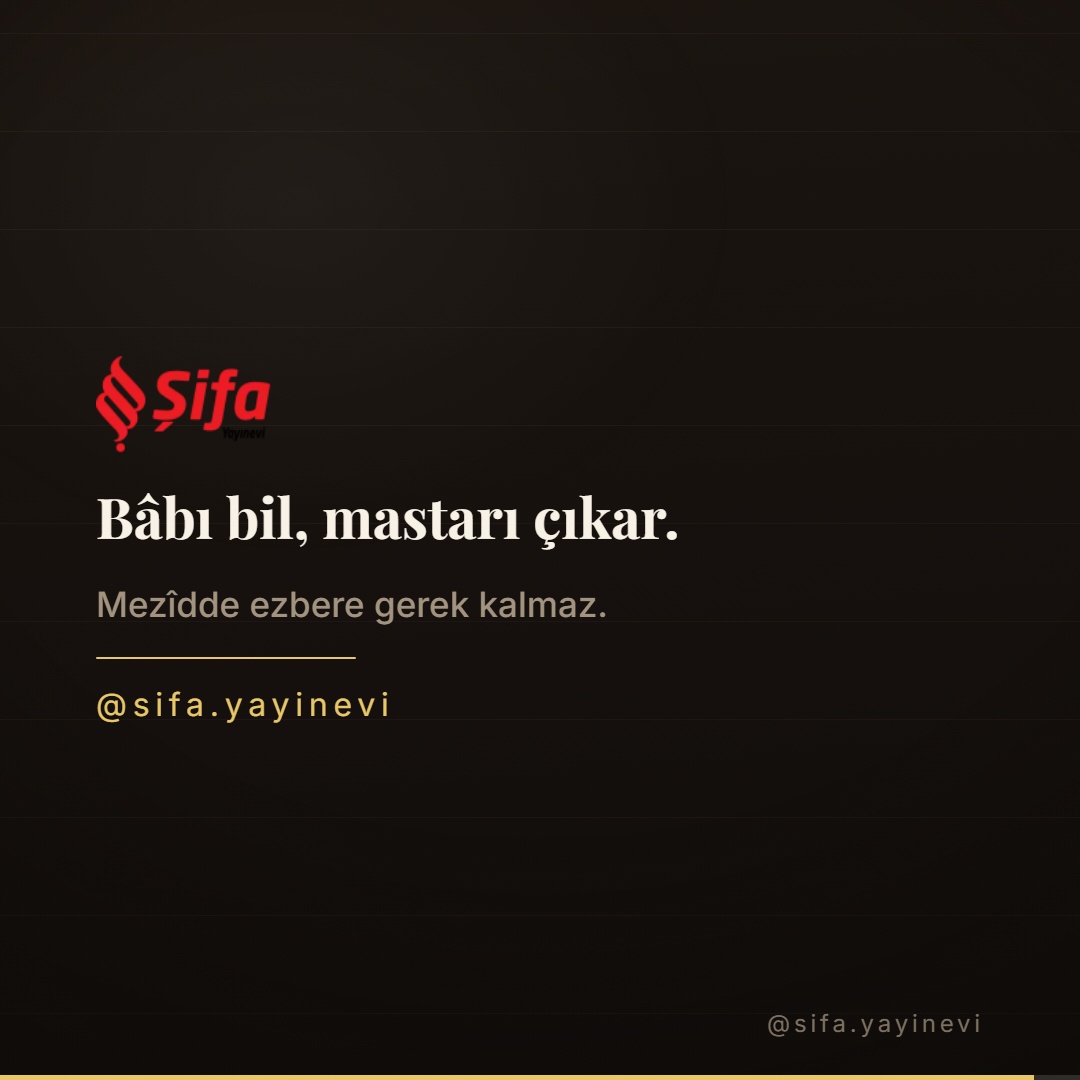 Şifa
Yayınevi
Bâbı bil, mastarı çıkar.
Mezîdde ezbere gerek kalmaz.
@sifa.yayinevi
@sifa.yayinevi